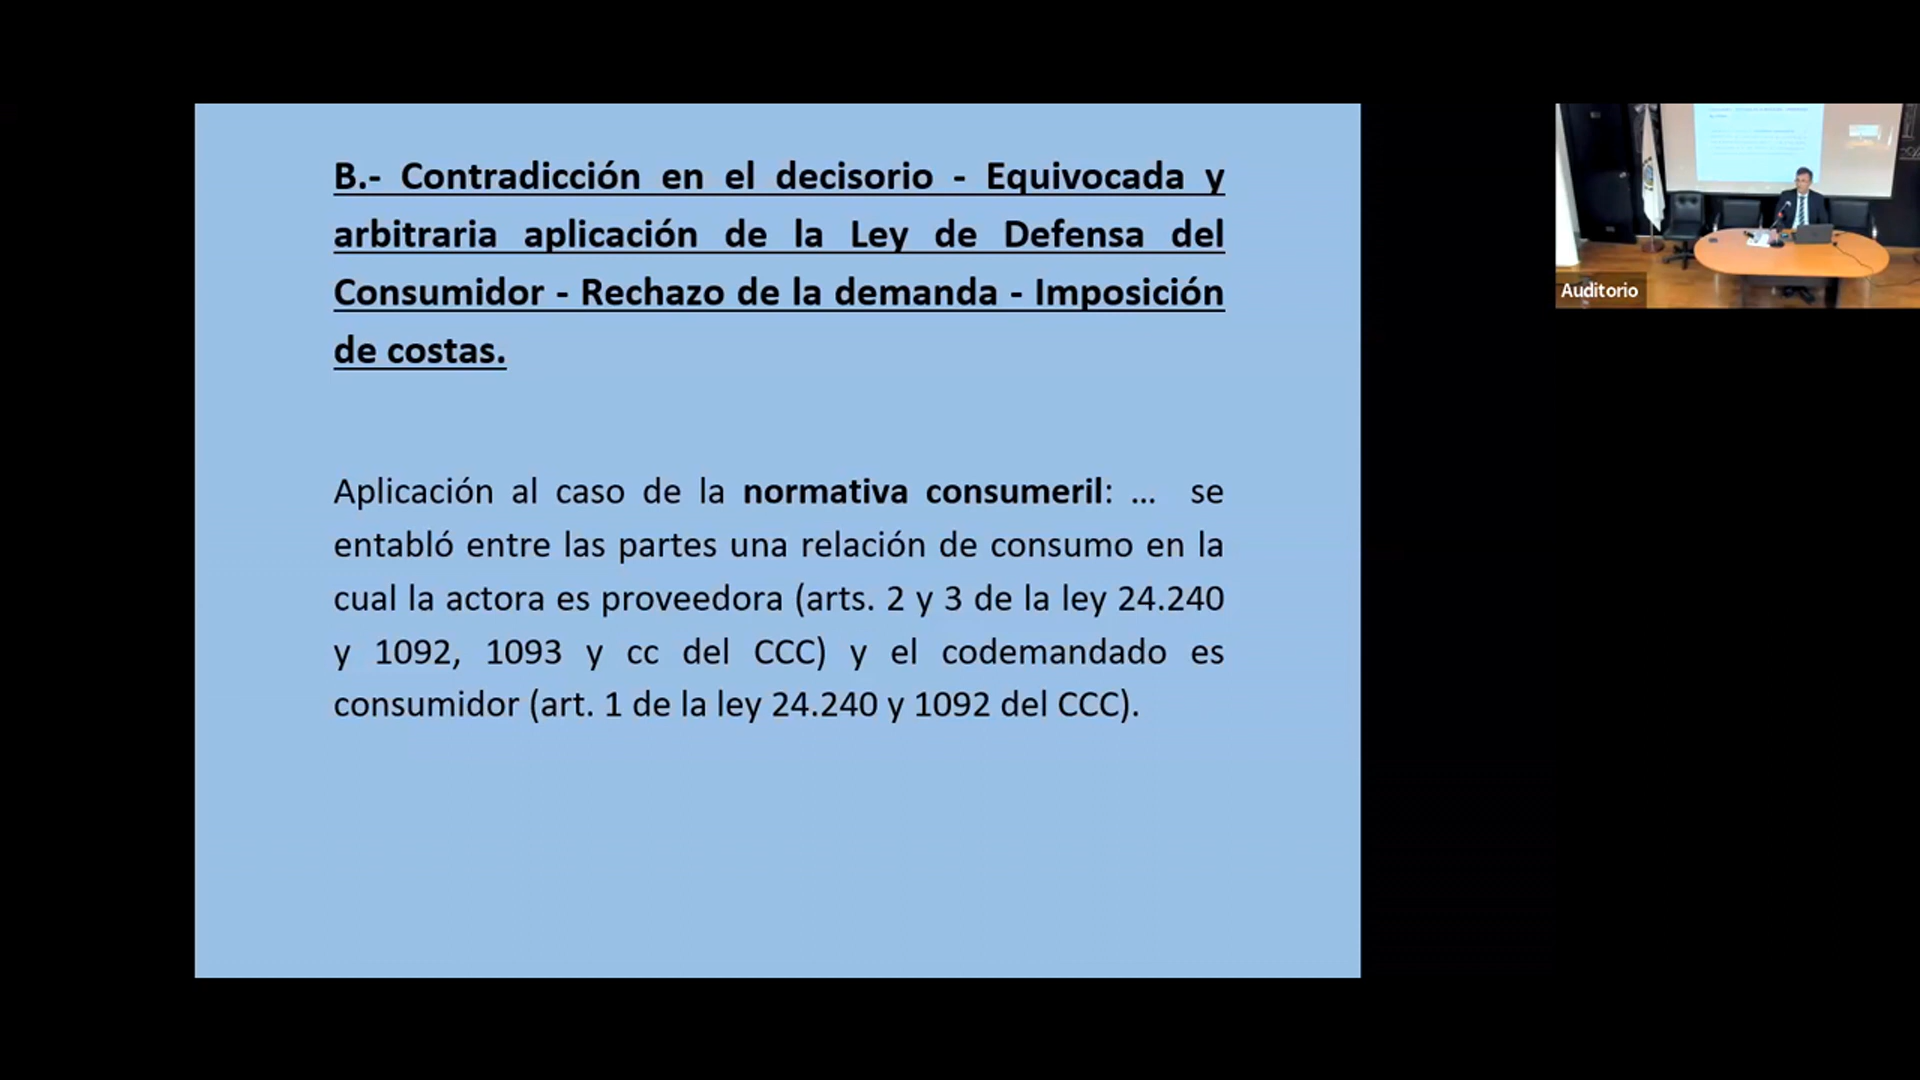 B.- Contradicción en el decisorio - Equivocada y
arbitraria aplicación de la Ley de Defensa del
Consumidor - Rechazo de la demanda - Imposición
de costas.
Aplicación al caso de la normativa consumeril: ... se
entabló entre las partes una relación de consumo en la
cual la actora es proveedora (arts. 2 y 3 de la ley 24.240
y 1092, 1093 y cc del CCC) y el codemandado es
consumidor (art. 1 de la ley 24.240 y 1092 del CCC).
Auditorio